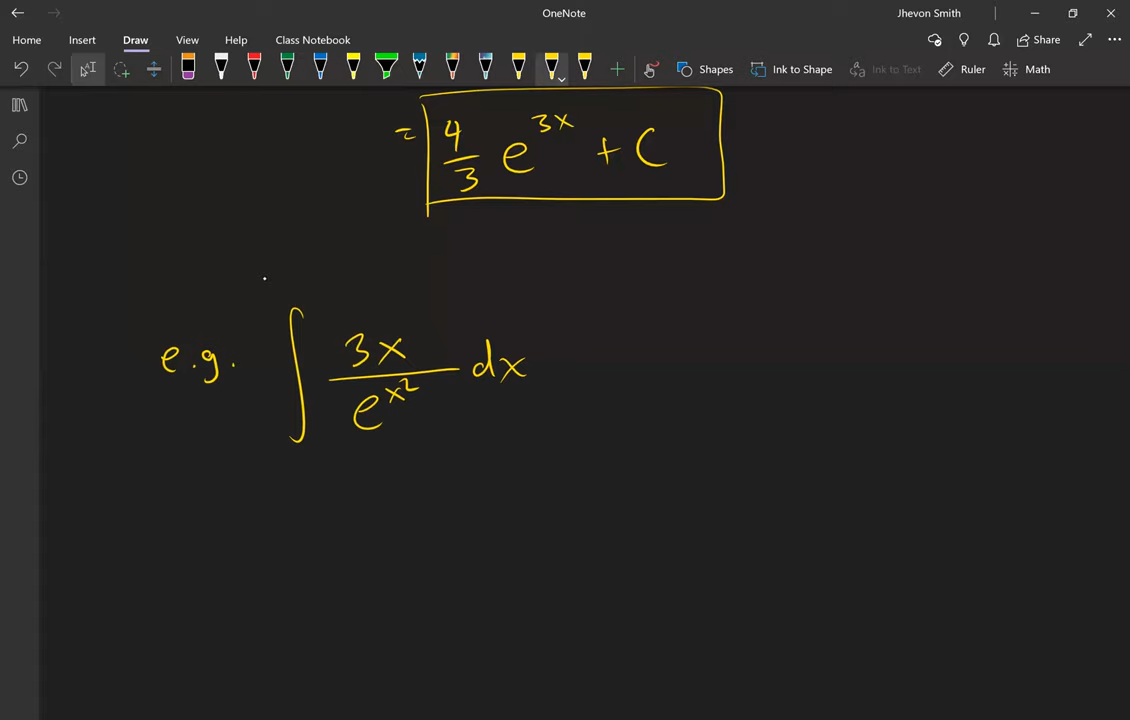 OneNote
Jhevon Smith
Home Insert Draw View Help Class Notebook Share
Shapes Ink to Shape Ink to Text Ruler Math
= 4/3 e^{3x} + C
e.g. ∫ 3x/e^{x^2} dx